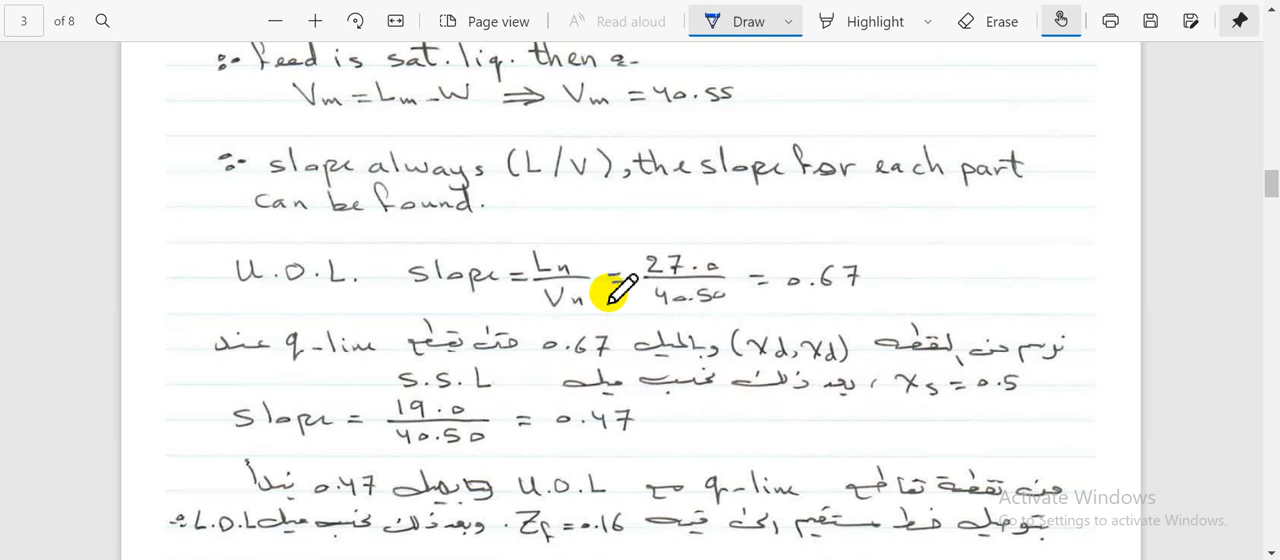 3 of 8 Page view Read aloud Draw Highlight Erase
∴ feed is sat. liq. then :-
Vm = Lm - W ⇒ Vm = 40.55
∴ slope always (L/V), the slope for each part
can be found.
U.O.L. Slope = Ln/Vn = 27.0/40.50 = 0.67
نرسم من نقطة (Xd, Xd) وبالميل 0.67 حتى تقطع q-line عند
Xs = 0.5 ، بعد ذلك نحسب ميل S.S.L
Slope = 19.0/40.50 = 0.47
من نقطة تقاطع q-line مع U.O.L وبميل 0.47 نبدأ
بتوصيل خط مستقيم الى قيمة Zf = 0.16 . وبعد ذلك نحسب ميل L.O.L :-
Activate Windows
Go to Settings to activate Windows.